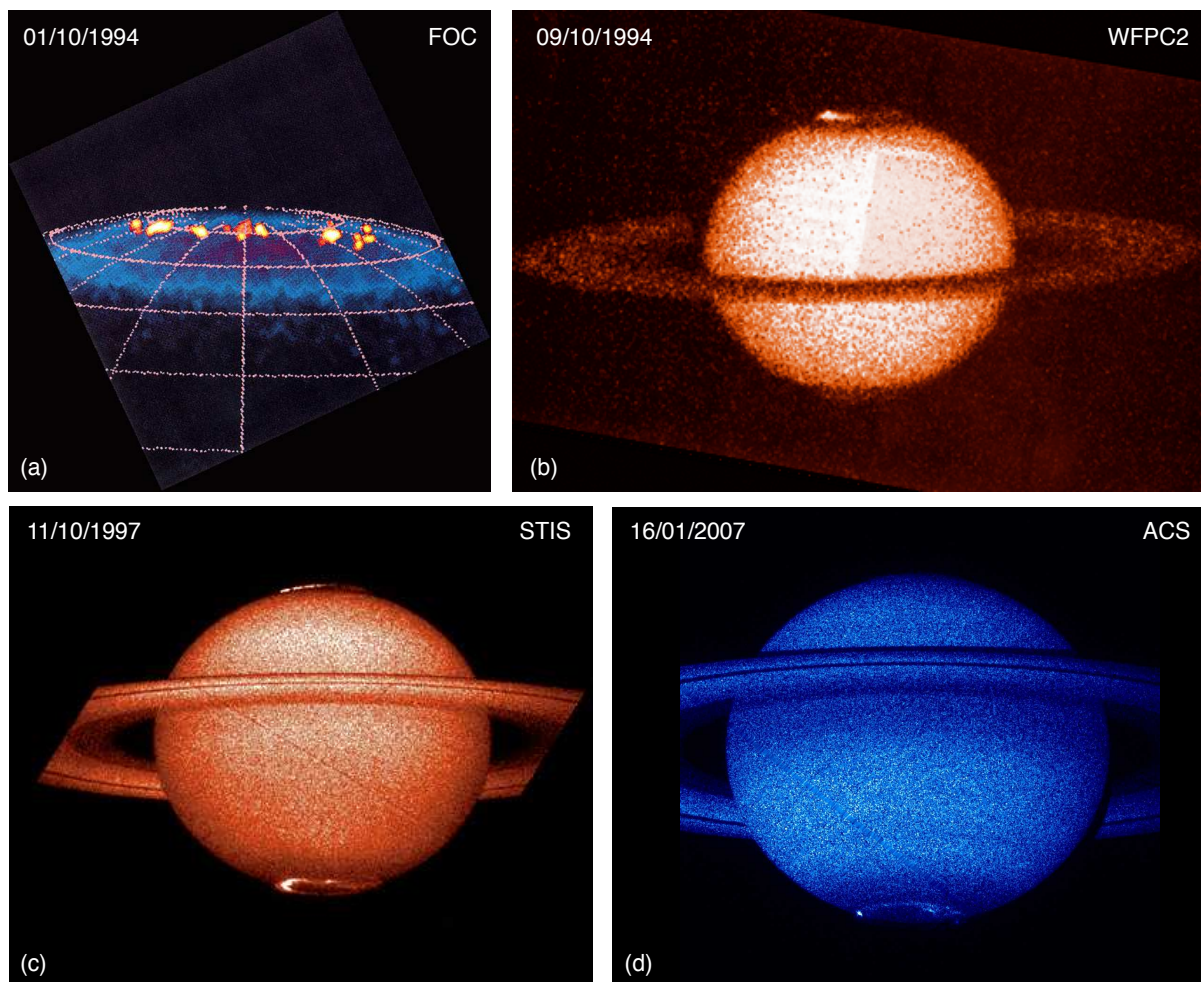 01/10/1994 FOC
(a)
09/10/1994 WFPC2
(b)
11/10/1997 STIS
(c)
16/01/2007 ACS
(d)